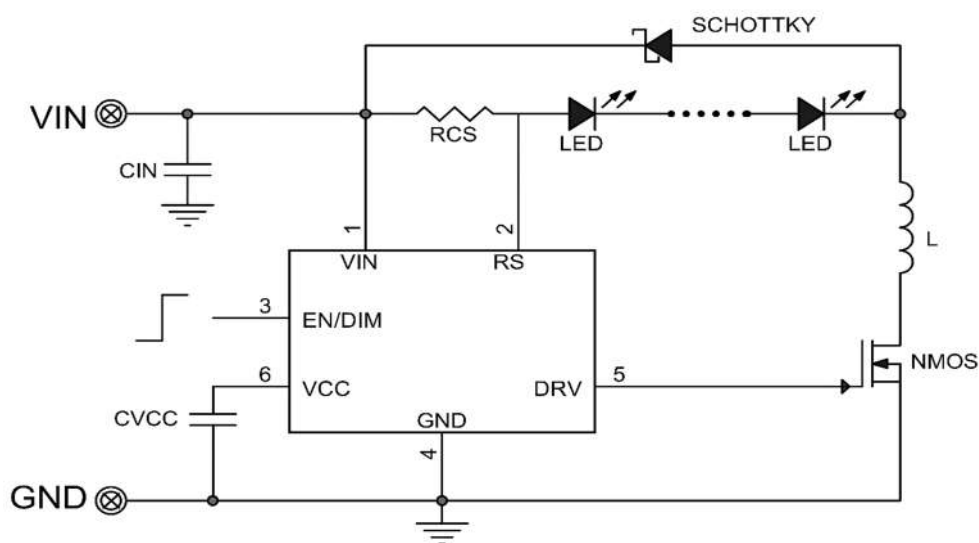 SCHOTTKY
VIN
RCS
LED
LED
CIN
L
1
2
VIN
RS
3
EN/DIM
NMOS
6
VCC
DRV
5
CVCC
GND
4
GND